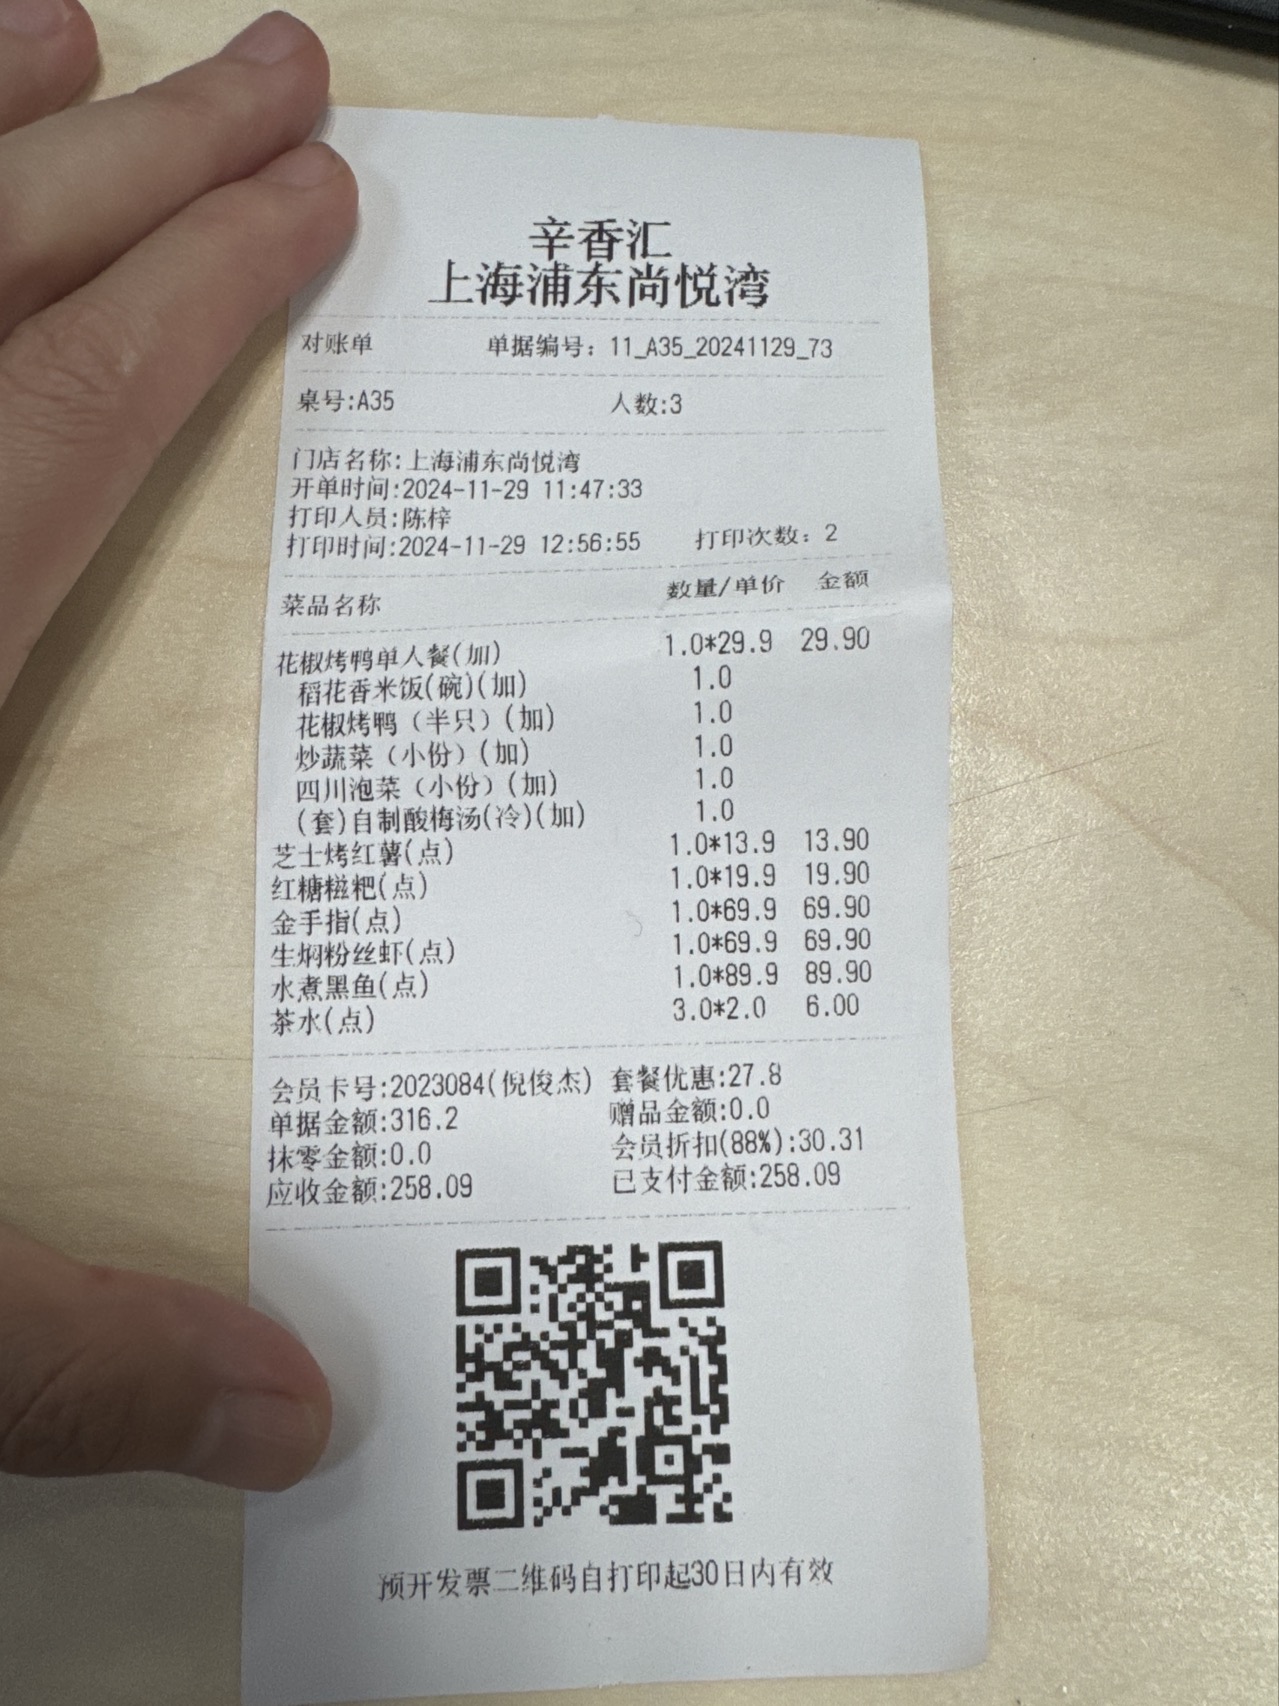 辛香汇
上海浦东尚悦湾
对账单 单据编号：11_A35_20241129_73
桌号:A35 人数:3
门店名称:上海浦东尚悦湾
开单时间:2024-11-29 11:47:33
打印人员:陈梓
打印时间:2024-11-29 12:56:55 打印次数：2
菜品名称 数量/单价 金额
花椒烤鸭单人餐(加) 1.0*29.9 29.90
稻花香米饭(碗)(加) 1.0
花椒烤鸭（半只）(加) 1.0
炒蔬菜（小份）(加) 1.0
四川泡菜（小份）(加) 1.0
(套)自制酸梅汤(冷)(加) 1.0
芝士烤红薯(点) 1.0*13.9 13.90
红糖糍粑(点) 1.0*19.9 19.90
金手指(点) 1.0*69.9 69.90
生焖粉丝虾(点) 1.0*69.9 69.90
水煮黑鱼(点) 1.0*89.9 89.90
茶水(点) 3.0*2.0 6.00
会员卡号:2023084(倪俊杰) 套餐优惠:27.8
单据金额:316.2 赠品金额:0.0
抹零金额:0.0 会员折扣(88%):30.31
应收金额:258.09 已支付金额:258.09
预开发票二维码自打印起30日内有效